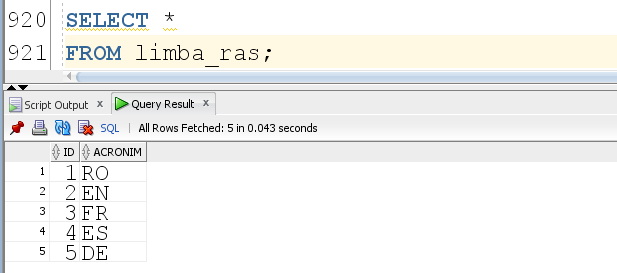 920 SELECT *
921 FROM limba_ras;
Script Output x Query Result x
SQL | All Rows Fetched: 5 in 0.043 seconds
ID ACRONIM
1 1 RO
2 2 EN
3 3 FR
4 4 ES
5 5 DE